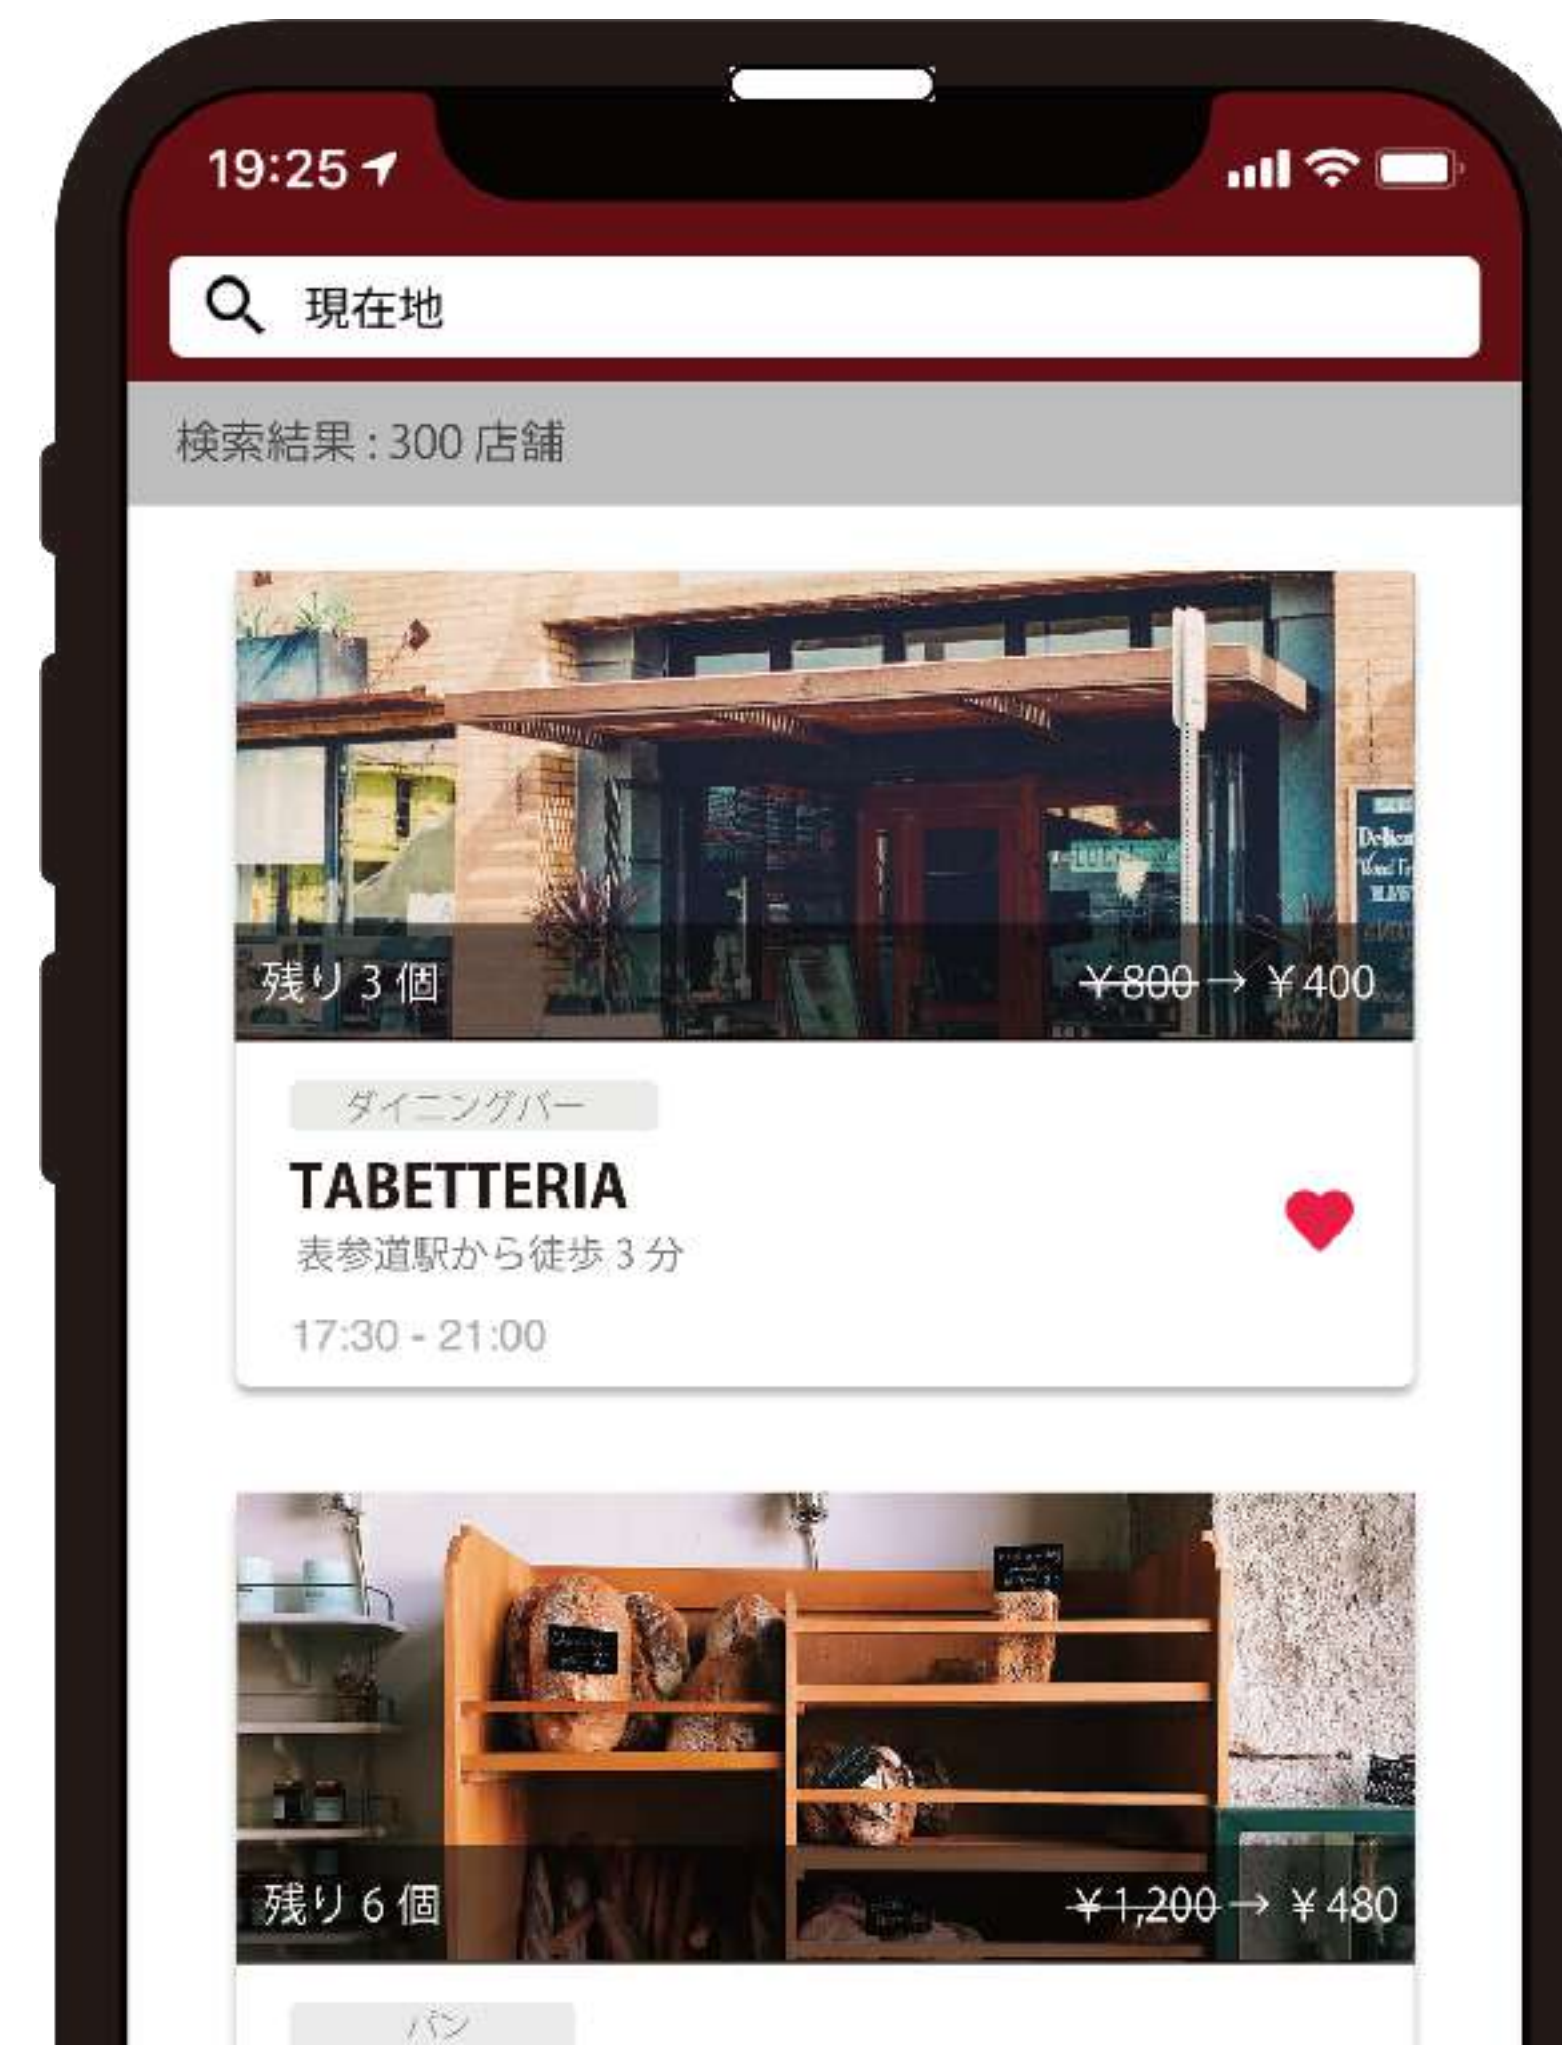 19:25
現在地
検索結果 : 300 店舗
残り 3 個
¥800 → ¥400
ダイニングバー
TABETTERIA
表参道駅から徒歩 3 分
17:30 - 21:00
残り 6 個
¥1,200 → ¥480
パン